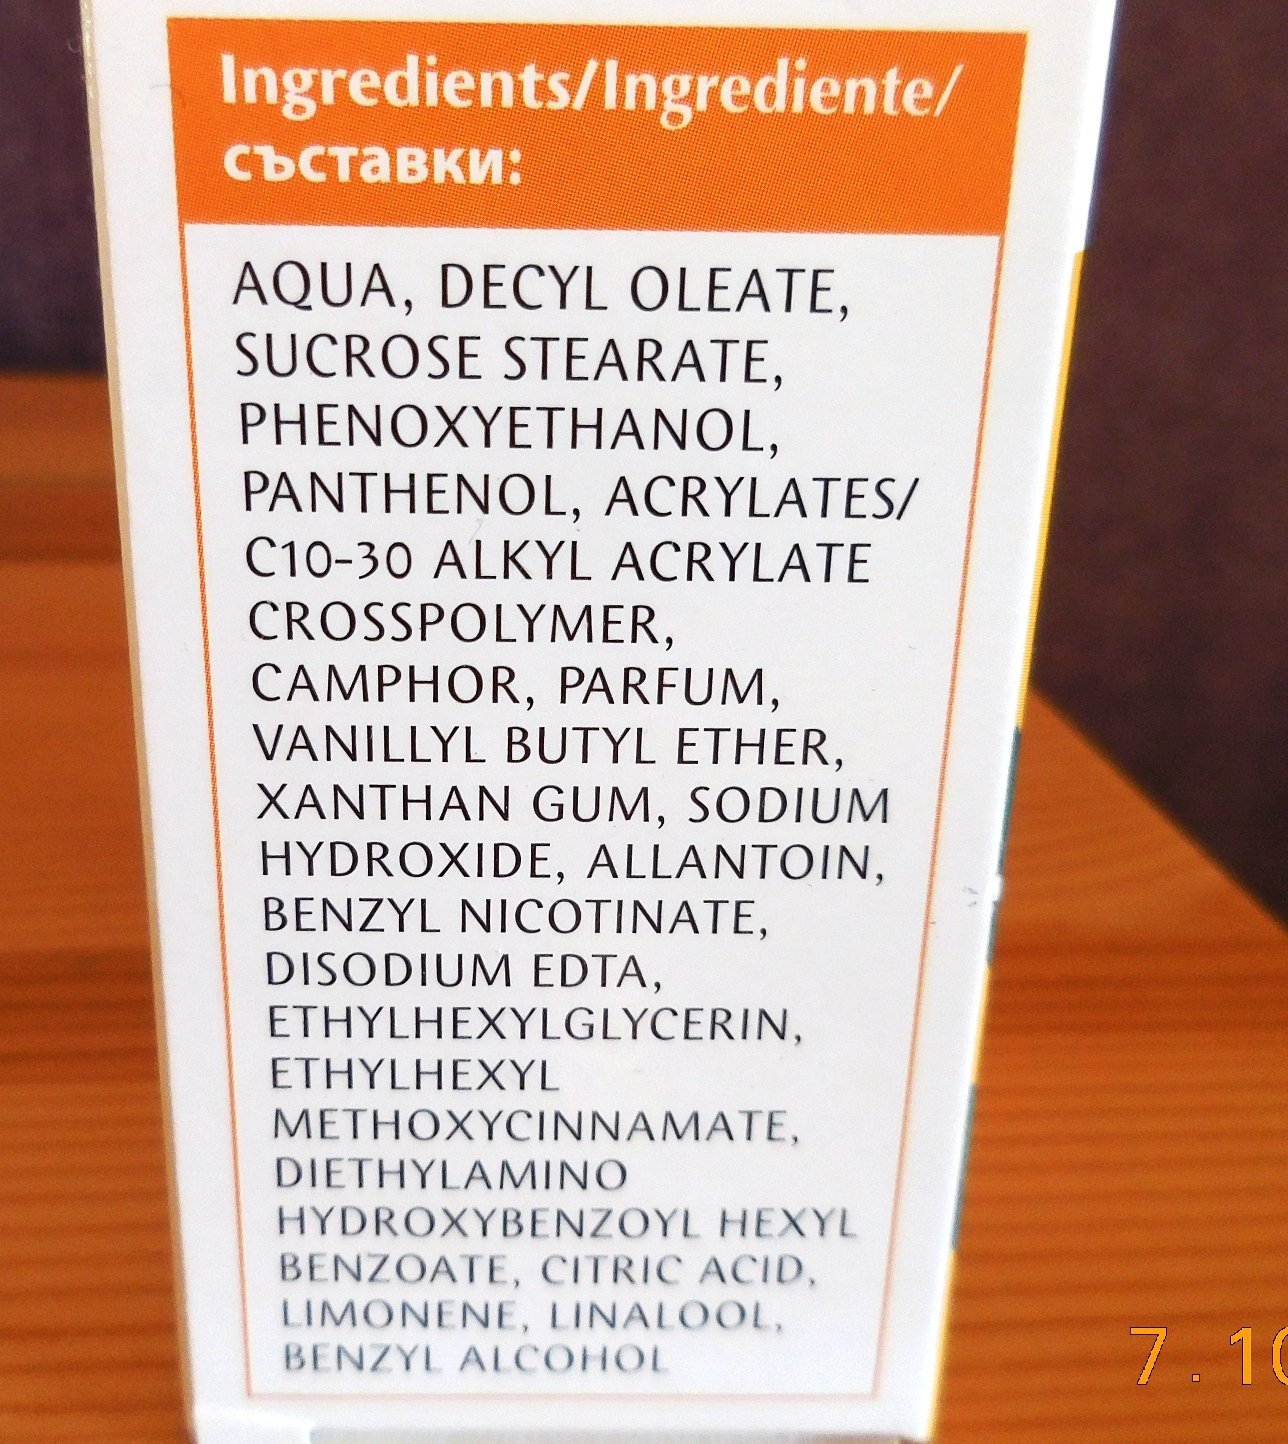 Ingredients/Ingrediente/
съставки:
AQUA, DECYL OLEATE,
SUCROSE STEARATE,
PHENOXYETHANOL,
PANTHENOL, ACRYLATES/
C10-30 ALKYL ACRYLATE
CROSSPOLYMER,
CAMPHOR, PARFUM,
VANILLYL BUTYL ETHER,
XANTHAN GUM, SODIUM
HYDROXIDE, ALLANTOIN,
BENZYL NICOTINATE,
DISODIUM EDTA,
ETHYLHEXYLGLYCERIN,
ETHYLHEXYL
METHOXYCINNAMATE,
DIETHYLAMINO
HYDROXYBENZOYL HEXYL
BENZOATE, CITRIC ACID,
LIMONENE, LINALOOL,
BENZYL ALCOHOL
7.10